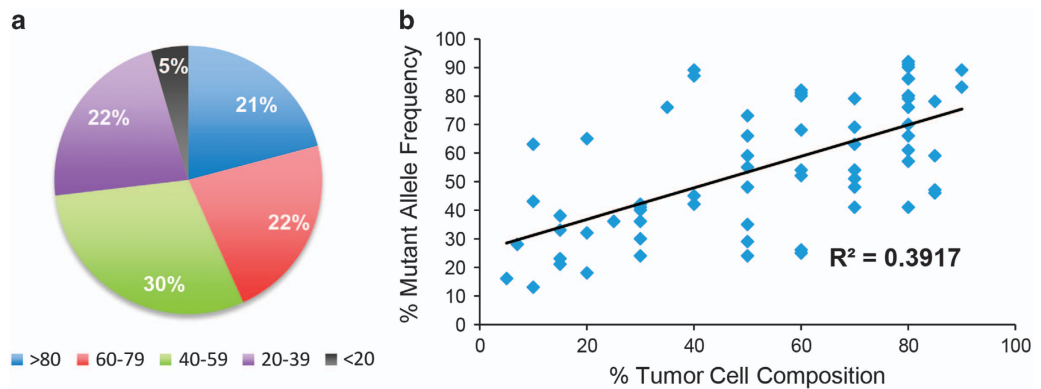 a
5%
21%
22%
22%
30%
>80 60-79 40-59 20-39 <20
b
% Mutant Allele Frequency
100
90
80
70
60
50
40
30
20
10
0
R² = 0.3917
0 20 40 60 80 100
% Tumor Cell Composition